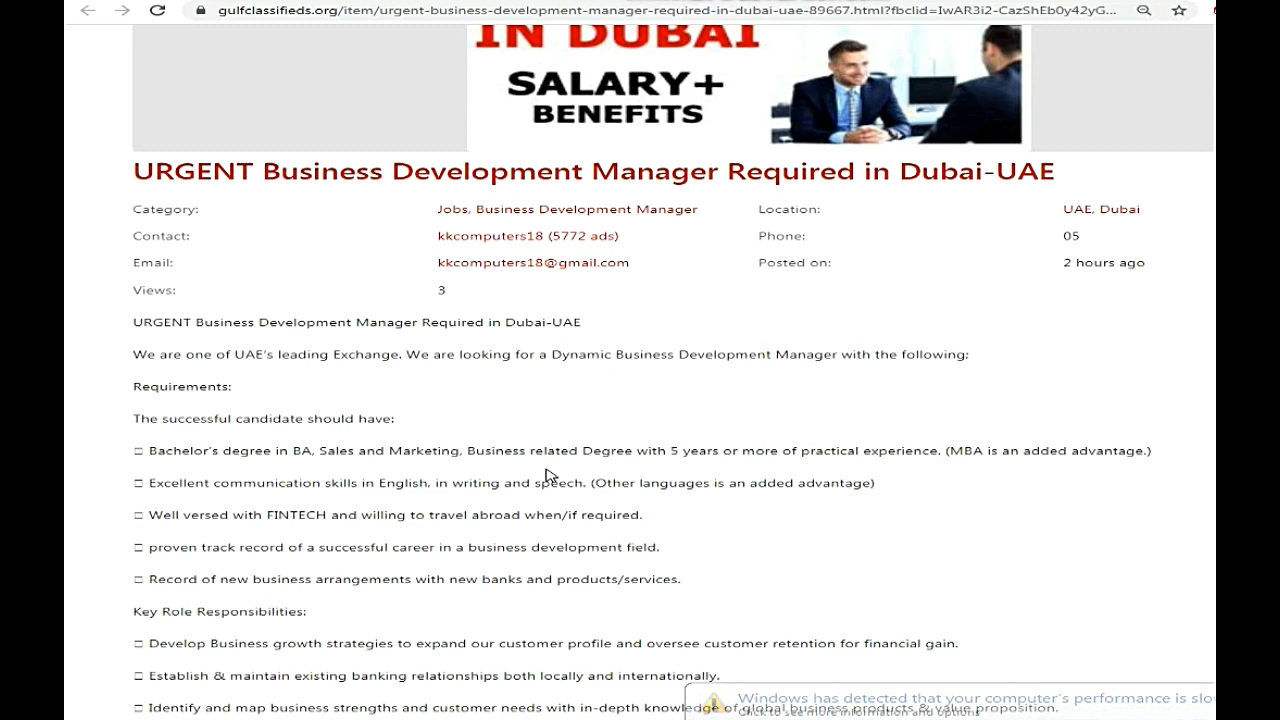 gulfclassifieds.org/item/urgent-business-development-manager-required-in-dubai-uae-89667.html?fbclid=IwAR3i2-CazShEb0y42yG...
IN DUBAI
SALARY+
BENEFITS
URGENT Business Development Manager Required in Dubai-UAE
Category: Jobs, Business Development Manager Location: UAE, Dubai
Contact: kkcomputers18 (5772 ads) Phone: 05
Email: kkcomputers18@gmail.com Posted on: 2 hours ago
Views: 3
URGENT Business Development Manager Required in Dubai-UAE
We are one of UAE's leading Exchange. We are looking for a Dynamic Business Development Manager with the following:
Requirements:
The successful candidate should have:
□ Bachelor's degree in BA, Sales and Marketing, Business related Degree with 5 years or more of practical experience. (MBA is an added advantage.)
□ Excellent communication skills in English, in writing and speech. (Other languages is an added advantage)
□ Well versed with FINTECH and willing to travel abroad when/if required.
□ proven track record of a successful career in a business development field.
□ Record of new business arrangements with new banks and products/services.
Key Role Responsibilities:
□ Develop Business growth strategies to expand our customer profile and oversee customer retention for financial gain.
□ Establish & maintain existing banking relationships both locally and internationally.
□ Identify and map business strengths and customer needs with in-depth knowledge of global business products & value proposition.
Windows has detected that your computer's performance is slo
Click to see more information and options